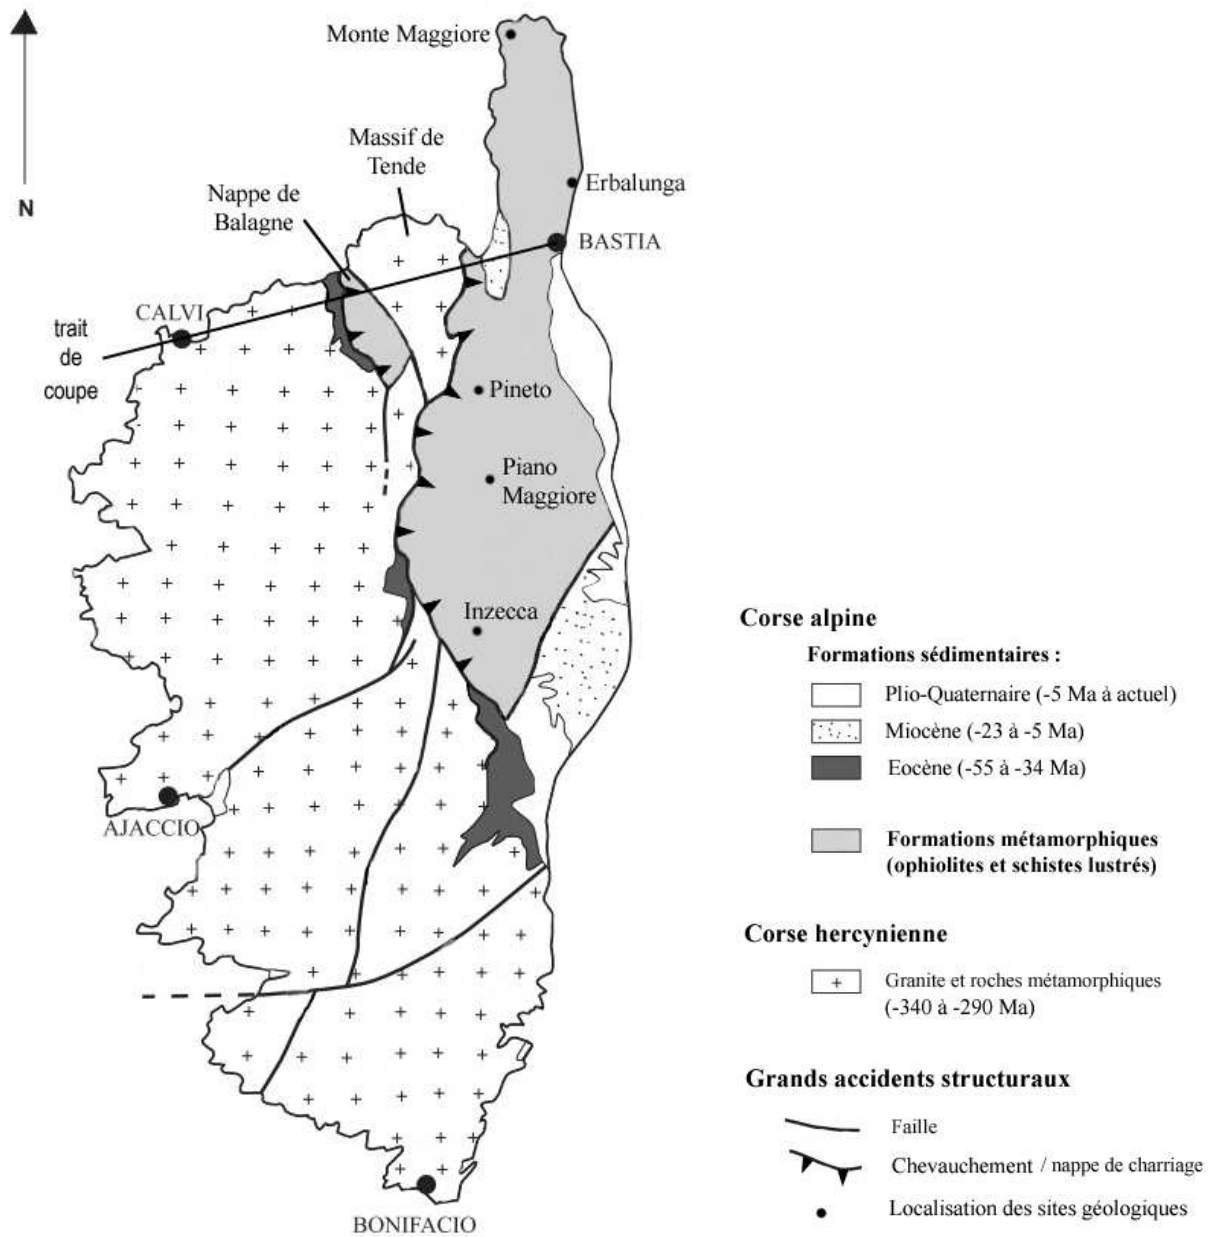 Monte Maggiore
Massif de
Tende
Nappe de
Balagne
Erbalunga
N
BASTIA
CALVI
trait
de
coupe
Pineto
Piano
Maggiore
Inzecca
AJACCIO
BONIFACIO
Corse alpine
Formations sédimentaires :
Plio-Quaternaire (-5 Ma à actuel)
Miocène (-23 à -5 Ma)
Eocène (-55 à -34 Ma)
Formations métamorphiques
(ophiolites et schistes lustrés)
Corse hercynienne
Granite et roches métamorphiques
(-340 à -290 Ma)
Grands accidents structuraux
Faille
Chevauchement / nappe de charriage
Localisation des sites géologiques